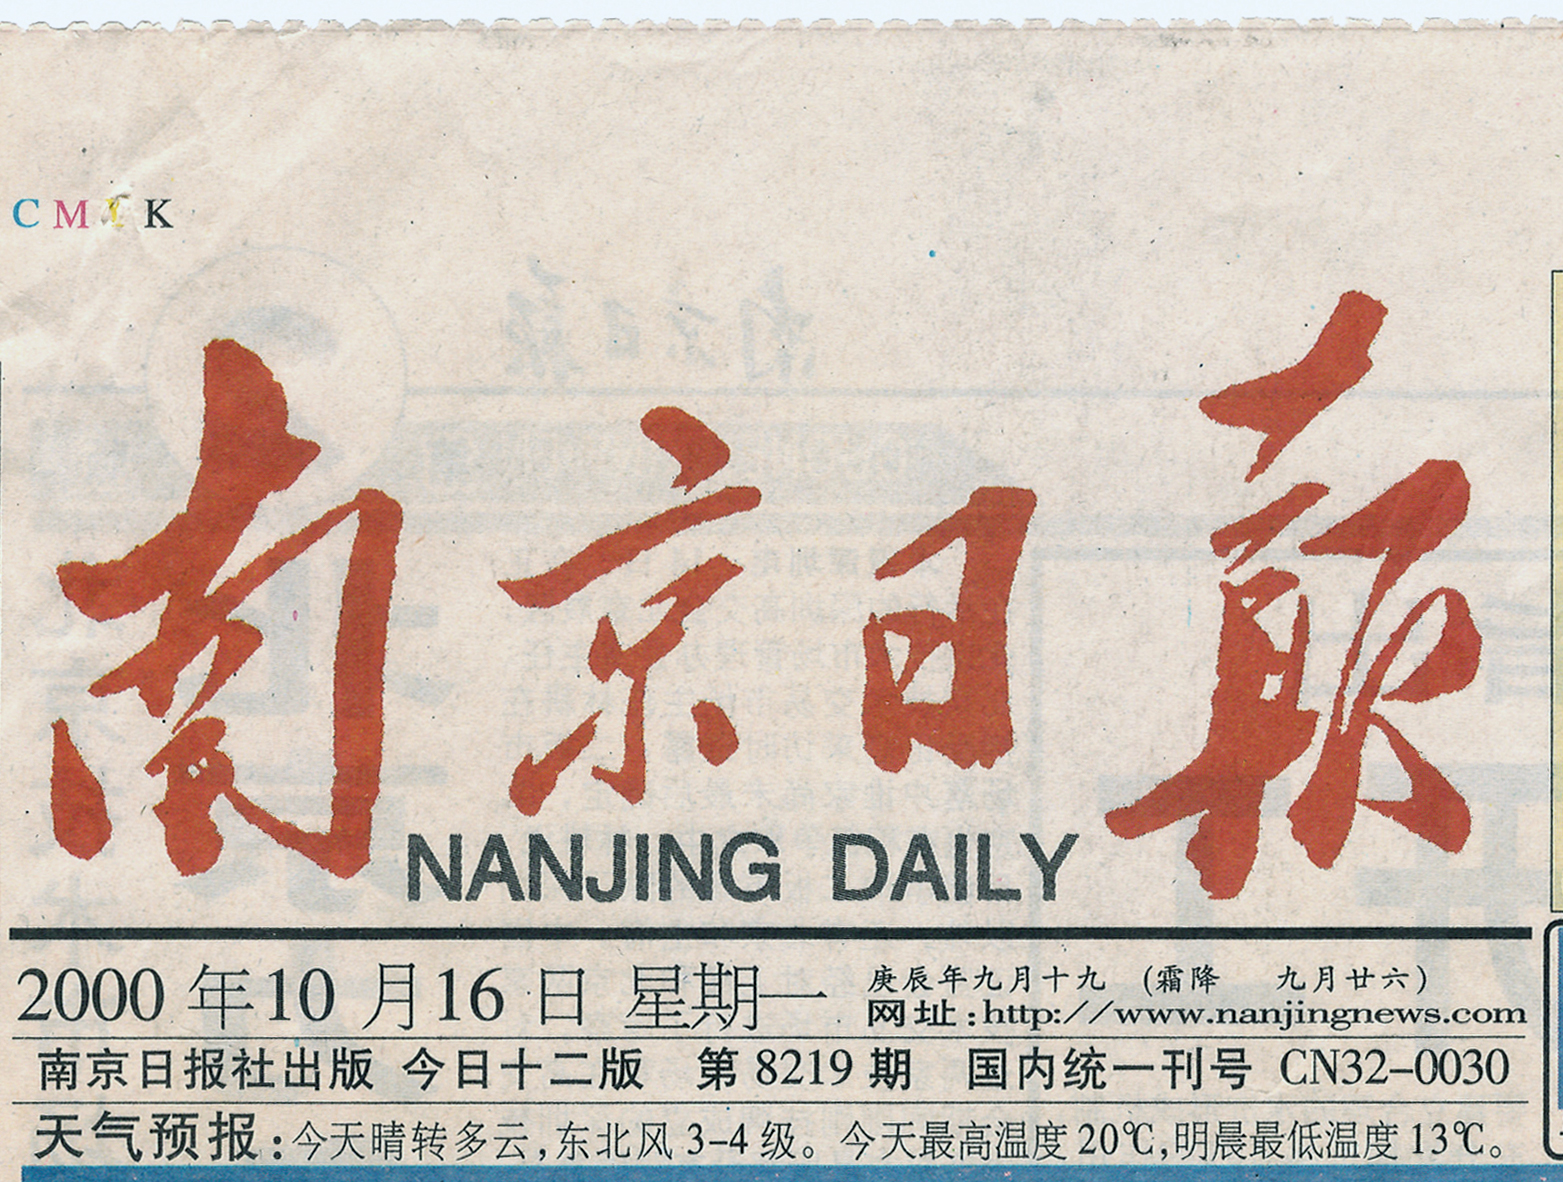 C M Y K
南京日报
NANJING DAILY
2000 年10 月16 日 星期一
庚辰年九月十九 (霜降 九月廿六)
网址:http://www.nanjingnews.com
南京日报社出版 今日十二版 第 8219 期 国内统一刊号 CN32-0030
天气预报:今天晴转多云,东北风 3-4 级。今天最高温度 20℃,明晨最低温度 13℃。